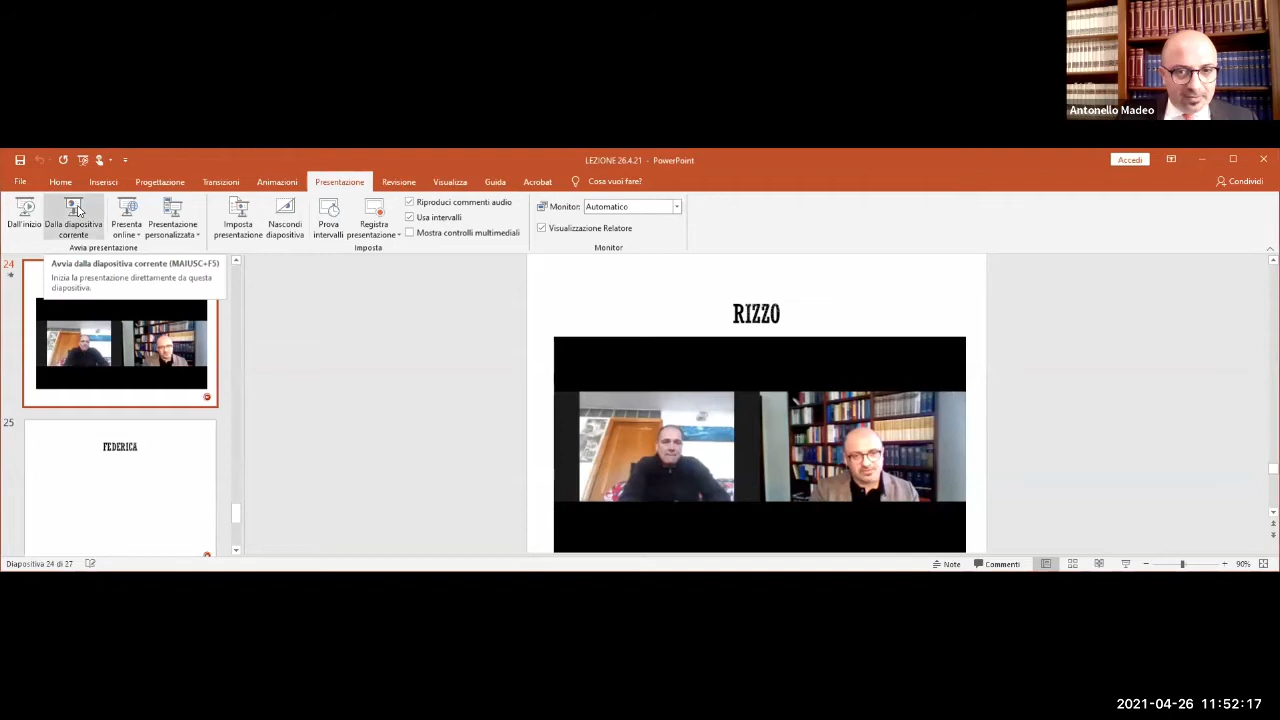 Antonello Madeo
LEZIONE 26.4.21 - PowerPoint
Accedi
File Home Inserisci Progettazione Transizioni Animazioni Presentazione Revisione Visualizza Guida Acrobat Cosa vuoi fare? Condividi
Dall'inizio
Dalla diapositiva
corrente
Presenta
online
Presentazione
personalizzata
Avvia presentazione
Imposta
presentazione
Nascondi
diapositiva
Prova
intervalli
Registra
presentazione
Riproduci commenti audio
Usa intervalli
Mostra controlli multimediali
Imposta
Monitor: Automatico
Visualizzazione Relatore
Monitor
Avvia dalla diapositiva corrente (MAIUSC+F5)
Inizia la presentazione direttamente da questa
diapositiva.
24
25
FEDERICA
RIZZO
Diapositiva 24 di 27
Note
Commenti
90%
2021-04-26 11:52:17